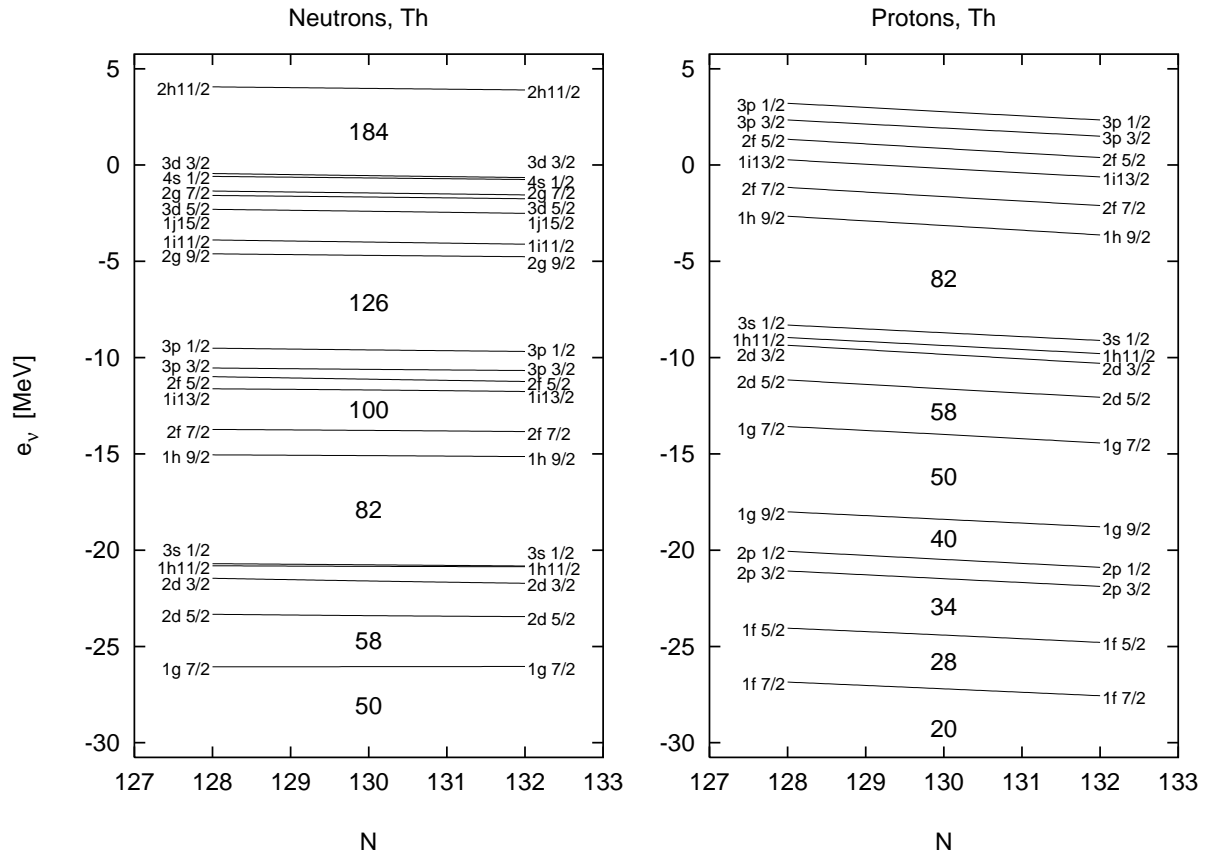 Neutrons, Th
5
0
-5
-10
-15
-20
-25
-30
e_ν [MeV]
127 128 129 130 131 132 133
N
2h11/2 2h11/2
184
3d 3/2 3d 3/2
4s 1/2 4s 1/2
2g 7/2 2g 7/2
3d 5/2 3d 5/2
1j15/2 1j15/2
1i11/2 1i11/2
2g 9/2 2g 9/2
126
3p 1/2 3p 1/2
3p 3/2 3p 3/2
2f 5/2 2f 5/2
1i13/2 1i13/2
100
2f 7/2 2f 7/2
1h 9/2 1h 9/2
82
3s 1/2 3s 1/2
1h11/2 1h11/2
2d 3/2 2d 3/2
2d 5/2 2d 5/2
58
1g 7/2 1g 7/2
50
Protons, Th
5
0
-5
-10
-15
-20
-25
-30
127 128 129 130 131 132 133
N
3p 1/2 3p 1/2
3p 3/2 3p 3/2
2f 5/2 2f 5/2
1i13/2 1i13/2
2f 7/2 2f 7/2
1h 9/2 1h 9/2
82
3s 1/2 3s 1/2
1h11/2 1h11/2
2d 3/2 2d 3/2
2d 5/2 2d 5/2
58
1g 7/2 1g 7/2
50
1g 9/2 1g 9/2
40
2p 1/2 2p 1/2
2p 3/2 2p 3/2
34
1f 5/2 1f 5/2
28
1f 7/2 1f 7/2
20